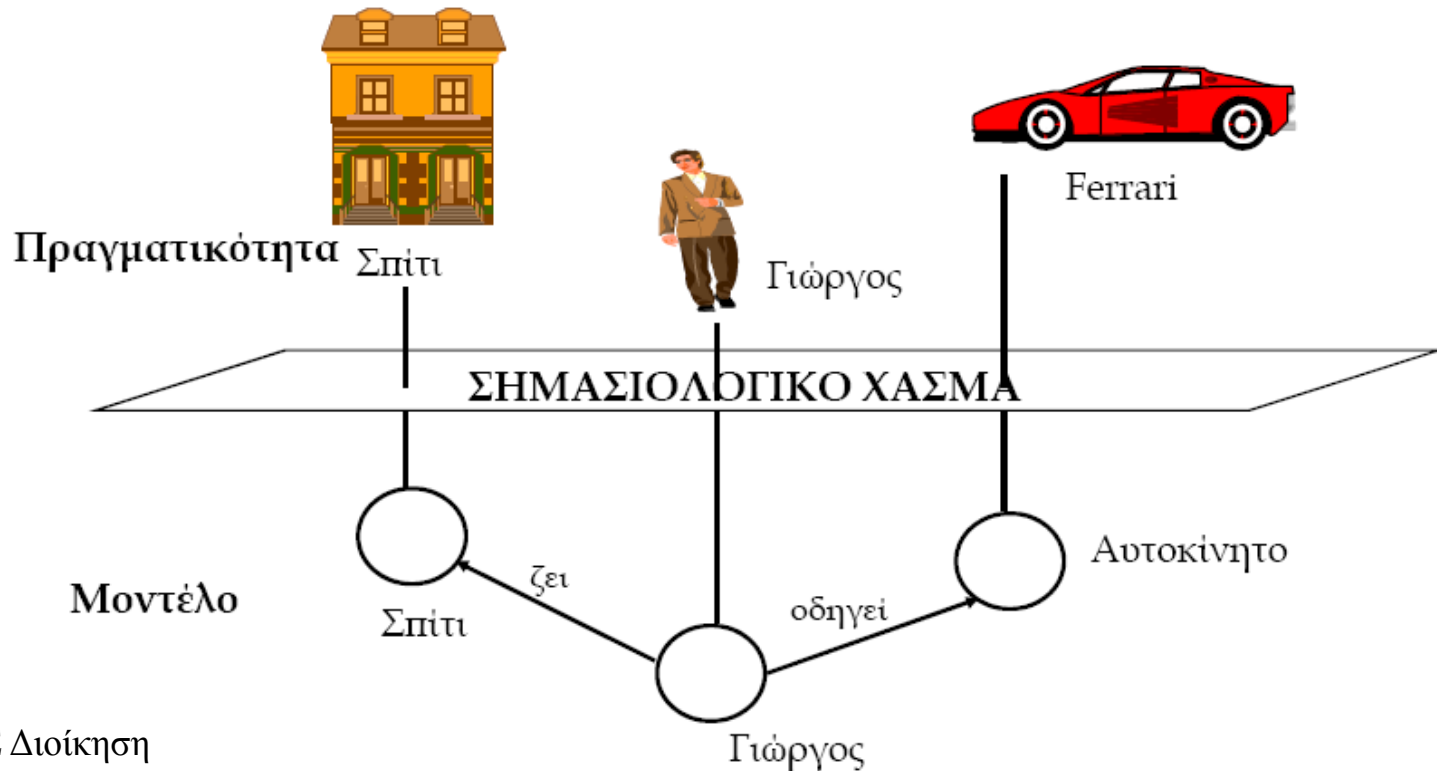 Ferrari
Πραγματικότητα
Σπίτι
Γιώργος
ΣΗΜΑΣΙΟΛΟΓΙΚΟ ΧΑΣΜΑ
Αυτοκίνητο
ζει
οδηγεί
Μοντέλο
Σπίτι
Διοίκηση
Γιώργος